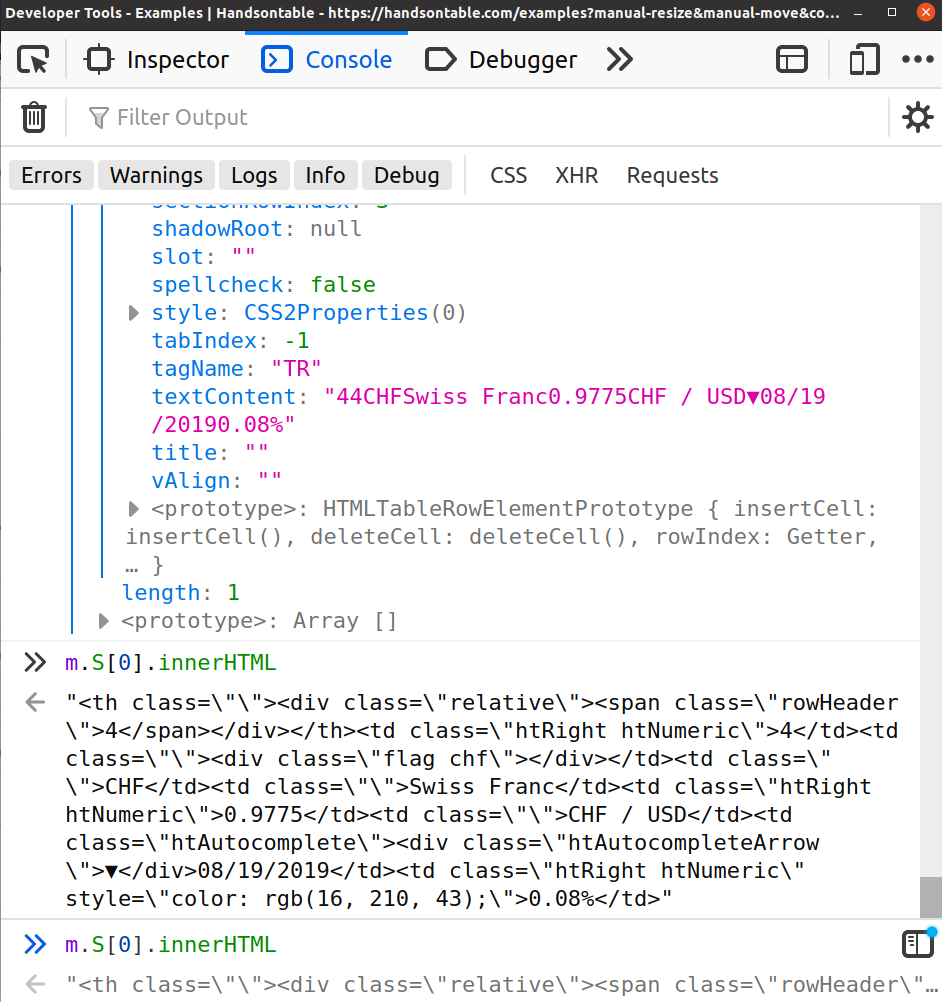 Developer Tools - Examples | Handsontable - https://handsontable.com/examples?manual-resize&manual-move&co...
Inspector Console Debugger
Filter Output
Errors Warnings Logs Info Debug CSS XHR Requests
sectionRowIndex: 3
shadowRoot: null
slot: ""
spellcheck: false
style: CSS2Properties(0)
tabIndex: -1
tagName: "TR"
textContent: "44CHFSwiss Franc0.9775CHF / USD▼08/19
/20190.08%"
title: ""
vAlign: ""
<prototype>: HTMLTableRowElementPrototype { insertCell:
insertCell(), deleteCell: deleteCell(), rowIndex: Getter,
… }
length: 1
<prototype>: Array []
m.S[0].innerHTML
"<th class=\"\"><div class=\"relative\"><span class=\"rowHeader
\">4</span></div></th><td class=\"htRight htNumeric\">4</td><td
class=\"\"><div class=\"flag chf\"></div></td><td class=\"
\">CHF</td><td class=\"\">Swiss Franc</td><td class=\"htRight
htNumeric\">0.9775</td><td class=\"\">CHF / USD</td><td
class=\"htAutocomplete\"><div class=\"htAutocompleteArrow
\">▼</div>08/19/2019</td><td class=\"htRight htNumeric\"
style=\"color: rgb(16, 210, 43);\">0.08%</td>"
m.S[0].innerHTML
"<th class=\"\"><div class=\"relative\"><span class=\"rowHeader\"…